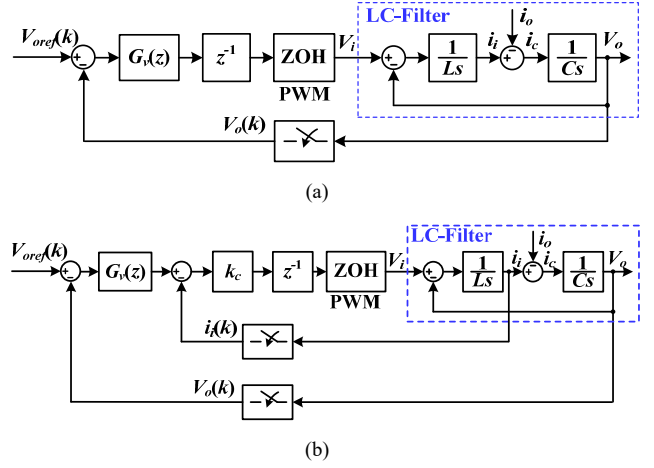 LC-Filter
i_o
V_oref(k)
G_v(z)
z^-1
ZOH
V_i
1/Ls
i_i
i_c
1/Cs
V_o
PWM
V_o(k)
(a)
LC-Filter
i_o
V_oref(k)
G_v(z)
k_c
z^-1
ZOH
V_i
1/Ls
i_i
i_c
1/Cs
V_o
PWM
i_i(k)
V_o(k)
(b)